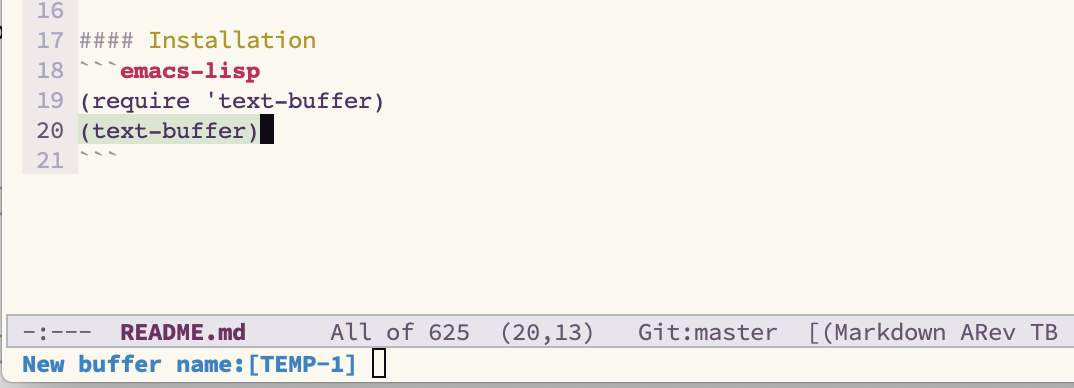 16
17 #### Installation
18 ```emacs-lisp
19 (require 'text-buffer)
20 (text-buffer)
21 ```
-:--- README.md All of 625 (20,13) Git:master [(Markdown ARev TB
New buffer name:[TEMP-1]